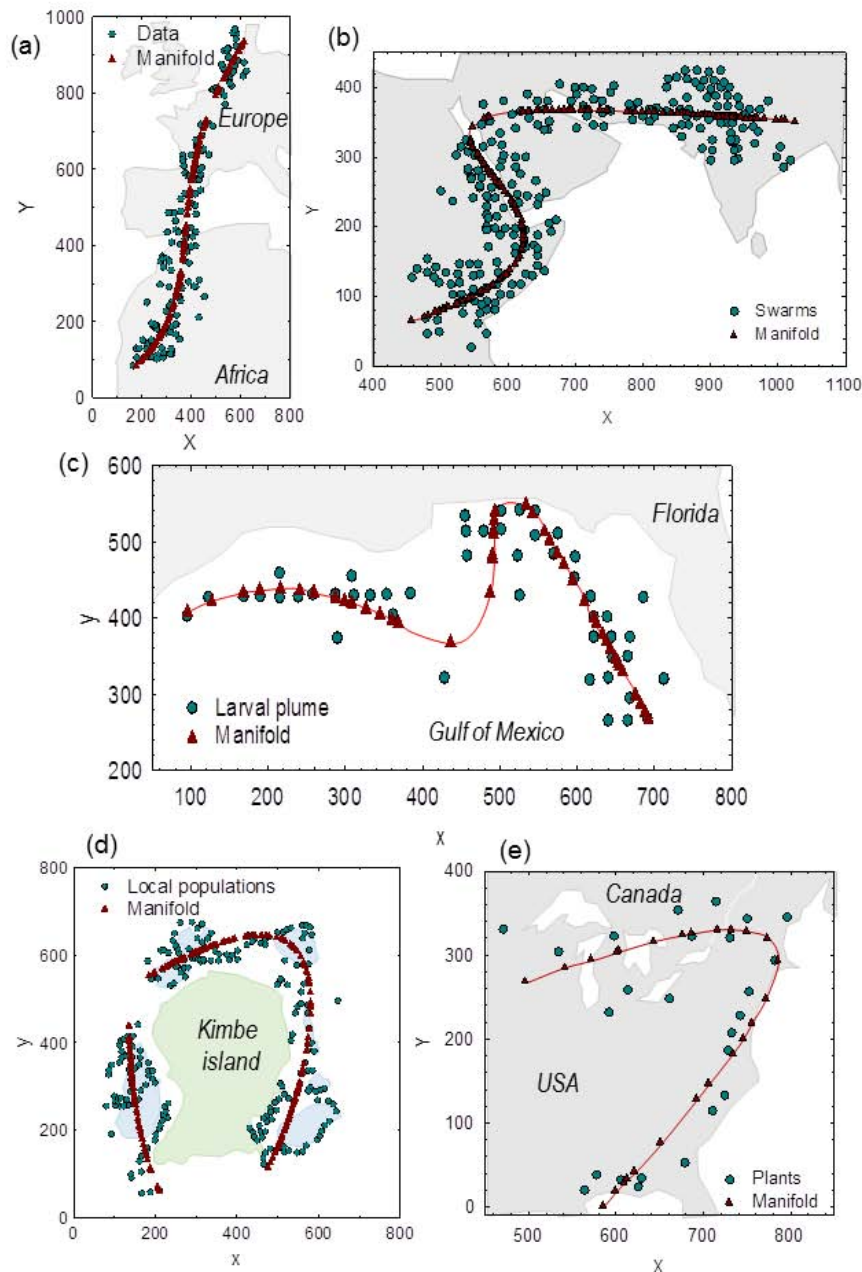 (a)
Data
Manifold
Europe
Africa
Y
1000
800
600
400
200
0
0 200 400 600 800
X
(b)
400
300
200
100
0
Y
Swarms
Manifold
400 500 600 700 800 900 1000 1100
X
(c)
600
500
400
300
200
y
Florida
Larval plume
Manifold
Gulf of Mexico
100 200 300 400 500 600 700 800
X
(d)
800
600
400
200
0
y
Local populations
Manifold
Kimbe
island
0 200 400 600 800
x
(e)
400
300
200
100
0
Y
Canada
USA
Plants
Manifold
500 600 700 800
X